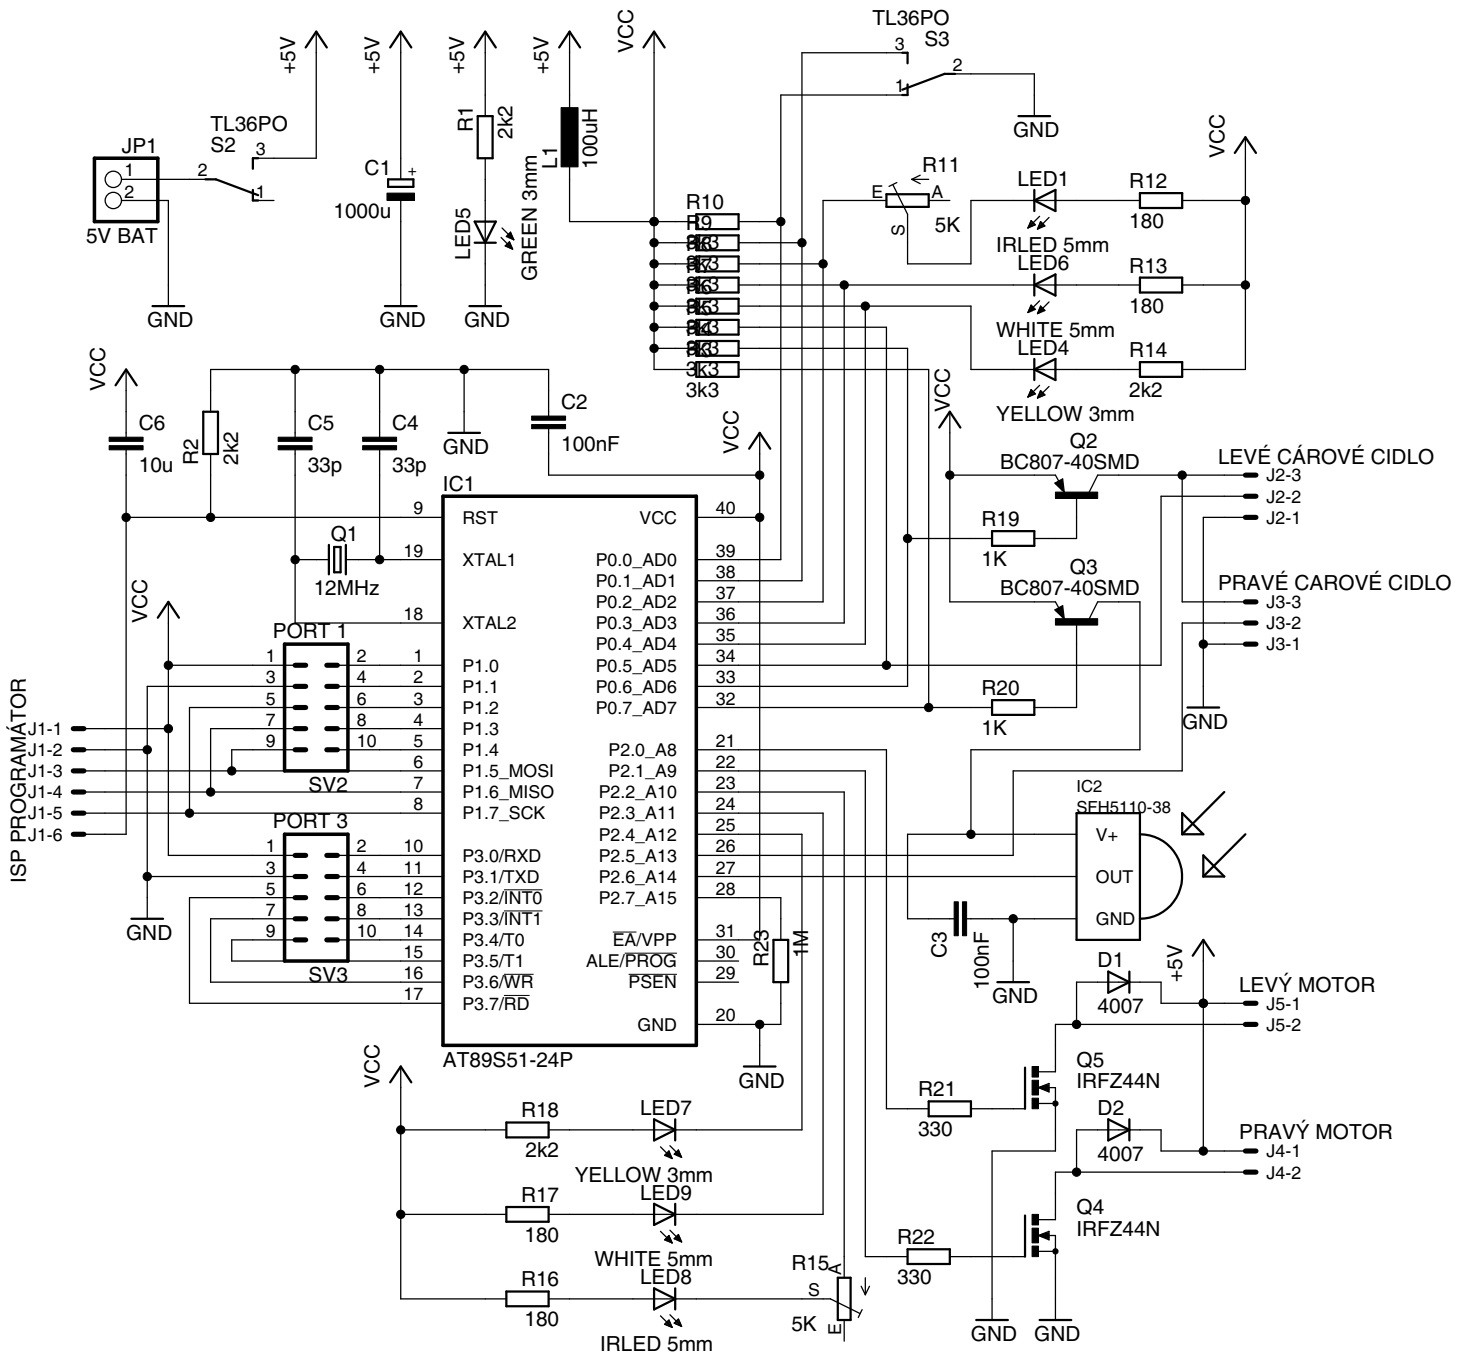 TL36PO
S3
3
1
2
GND
+5V
+5V
+5V
+5V
VCC
VCC
JP1
1
2
5V BAT
TL36PO
S2
2
3
1
GND
C1
+
1000u
GND
R1
2k2
LED5
GREEN 3mm
GND
L1
100uH
R10
R9
3k3
3k3
R11
E
A
S
5K
LED1
IRLED 5mm
R12
180
LED6
WHITE 5mm
R13
180
LED4
YELLOW 3mm
R14
2k2
VCC
C6
10u
R2
2k2
C5
33p
C4
33p
GND
C2
100nF
VCC
VCC
Q1
12MHz
IC1
AT89S51-24P
9 RST
19 XTAL1
18 XTAL2
1 P1.0
2 P1.1
3 P1.2
4 P1.3
5 P1.4
6 P1.5_MOSI
7 P1.6_MISO
8 P1.7_SCK
10 P3.0/RXD
11 P3.1/TXD
12 P3.2/INT0
13 P3.3/INT1
14 P3.4/T0
15 P3.5/T1
16 P3.6/WR
17 P3.7/RD
VCC 40
P0.0_AD0 39
P0.1_AD1 38
P0.2_AD2 37
P0.3_AD3 36
P0.4_AD4 35
P0.5_AD5 34
P0.6_AD6 33
P0.7_AD7 32
P2.0_A8 21
P2.1_A9 22
P2.2_A10 23
P2.3_A11 24
P2.4_A12 25
P2.5_A13 26
P2.6_A14 27
P2.7_A15 28
EA/VPP 31
ALE/PROG 30
PSEN 29
GND 20
R23
1M
GND
VCC
PORT 1
1 2
3 4
5 6
7 8
9 10
SV2
PORT 3
1 2
3 4
5 6
7 8
9 10
SV3
GND
ISP PROGRAMÁTOR
J1-1
J1-2
J1-3
J1-4
J1-5
J1-6
Q2
BC807-40SMD
R19
1K
Q3
BC807-40SMD
R20
1K
LEVÉ CÁROVÉ CIDLO
J2-3
J2-2
J2-1
PRAVÉ CAROVÉ CIDLO
J3-3
J3-2
J3-1
GND
IC2
SFH5110-38
V+
OUT
GND
C3
100nF
GND
D1
4007
+5V
LEVÝ MOTOR
J5-1
J5-2
Q5
IRFZ44N
R21
330
D2
4007
PRAVÝ MOTOR
J4-1
J4-2
Q4
IRFZ44N
R22
330
GND
GND
VCC
R18
2k2
LED7
YELLOW 3mm
R17
180
LED9
WHITE 5mm
R16
180
LED8
IRLED 5mm
R15
A
S
5K
E